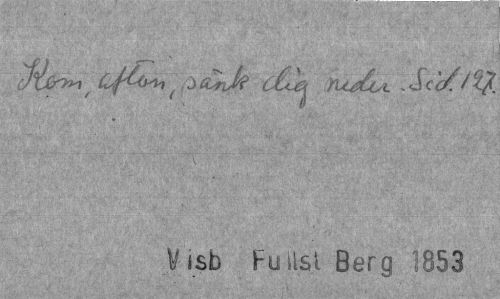 Kom, afton, sänk dig neder. Sid. 127.
Visb Fullst Berg 1853